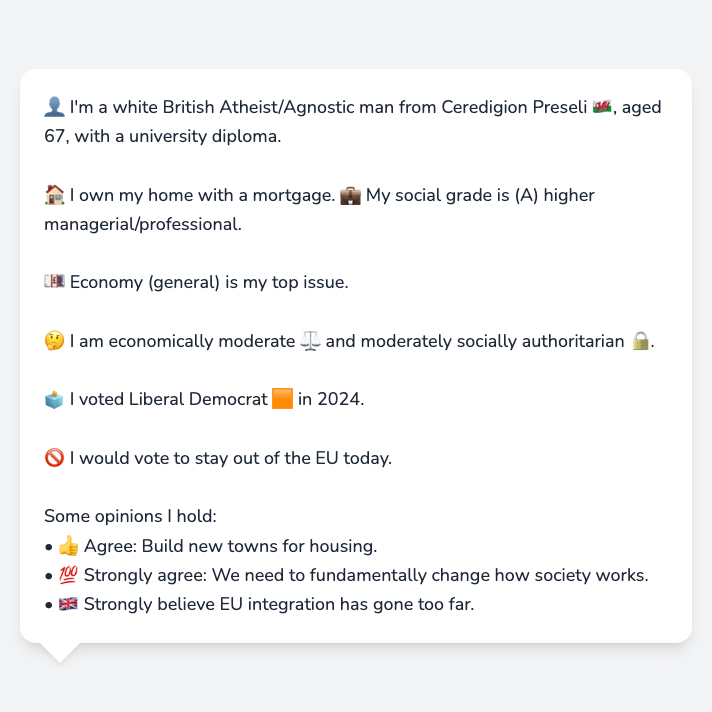 👤 I'm a white British Atheist/Agnostic man from Ceredigion Preseli 🏴󠁧󠁢󠁷󠁬󠁳󠁿, aged
67, with a university diploma.
🏠 I own my home with a mortgage. 💼 My social grade is (A) higher
managerial/professional.
💷 Economy (general) is my top issue.
🤔 I am economically moderate ⚖️ and moderately socially authoritarian 🔒.
🗳️ I voted Liberal Democrat 🟧 in 2024.
🚫 I would vote to stay out of the EU today.
Some opinions I hold:
• 👍 Agree: Build new towns for housing.
• 💯 Strongly agree: We need to fundamentally change how society works.
• 🇬🇧 Strongly believe EU integration has gone too far.